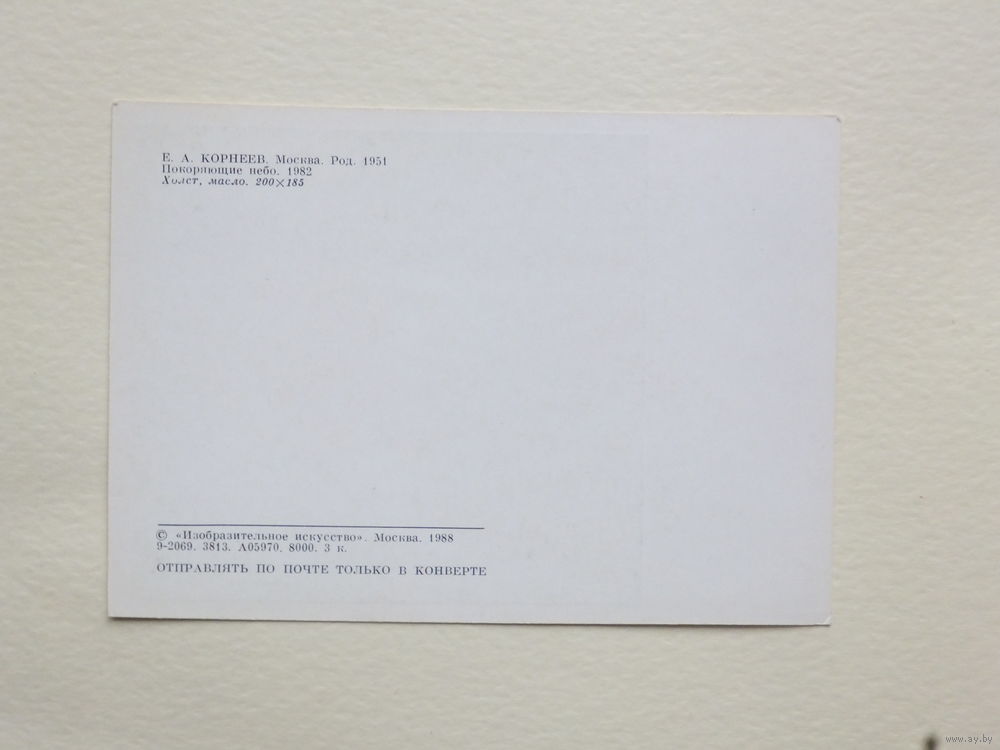 Е. А. КОРНЕЕВ. Москва. Род. 1951
Покоряющие небо. 1982
Холст, масло. 200×185
© «Изобразительное искусство». Москва. 1988
9-2069. 3813. А05970. 8000. 3 к.
ОТПРАВЛЯТЬ ПО ПОЧТЕ ТОЛЬКО В КОНВЕРТЕ
www.ay.by